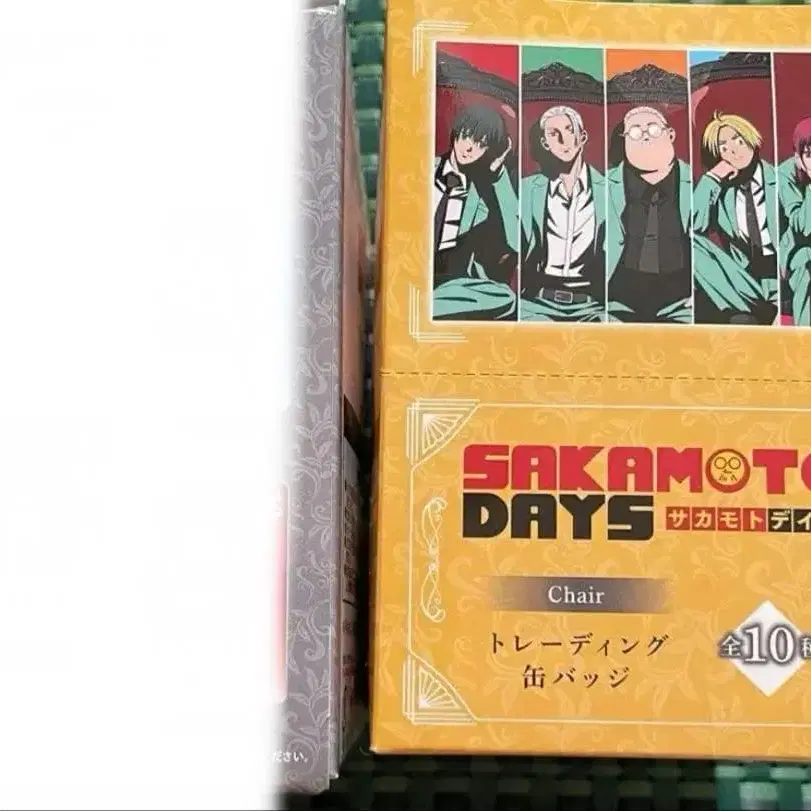 SAKAMOTO
DAYS サカモトデイ
Chair
トレーディング
缶バッジ
全10種
ださい。